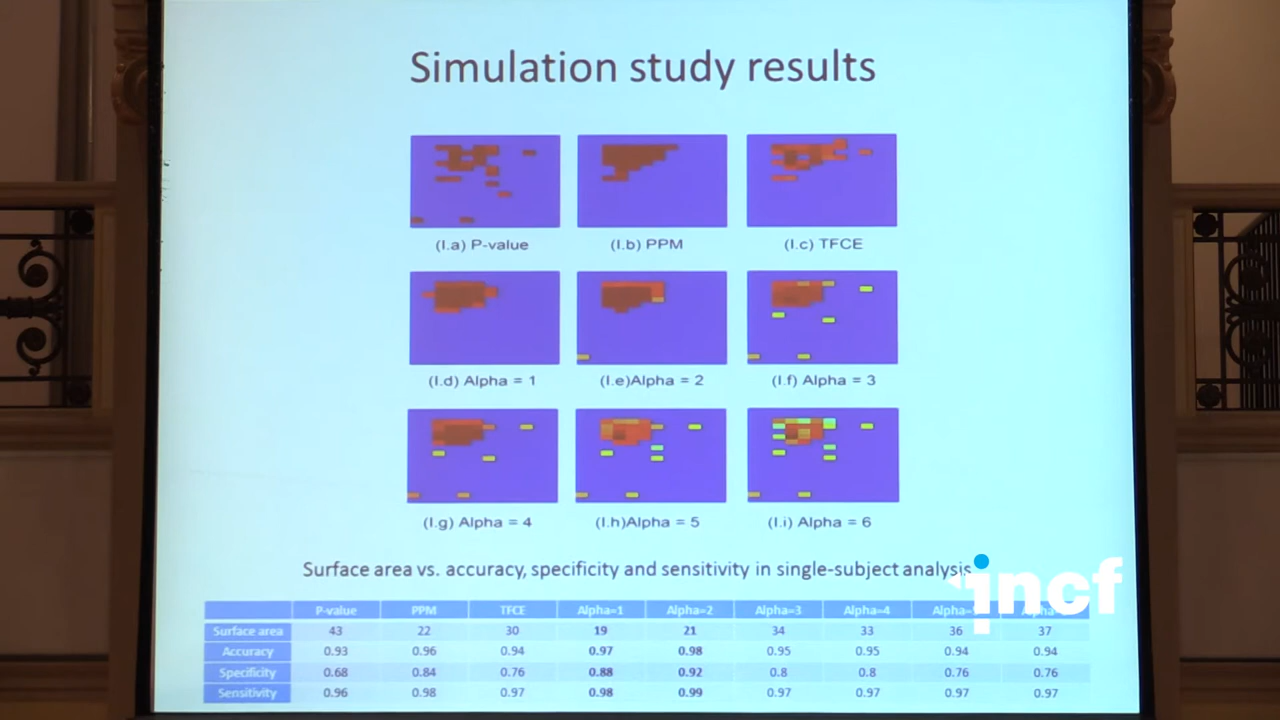 Simulation study results
(I.a) P-value (I.b) PPM (I.c) TFCE
(I.d) Alpha = 1 (I.e)Alpha = 2 (I.f) Alpha = 3
(I.g) Alpha = 4 (I.h)Alpha = 5 (I.i) Alpha = 6
Surface area vs. accuracy, specificity and sensitivity in single-subject analysis
incf
P-value PPM TFCE Alpha=1 Alpha=2 Alpha=3 Alpha=4
Surface area 43 22 30 19 21 34 33 36 37
Accuracy 0.93 0.96 0.94 0.97 0.98 0.95 0.95 0.94 0.94
Specificity 0.68 0.84 0.76 0.88 0.92 0.8 0.8 0.76 0.76
Sensitivity 0.96 0.98 0.97 0.98 0.99 0.97 0.97 0.97 0.97